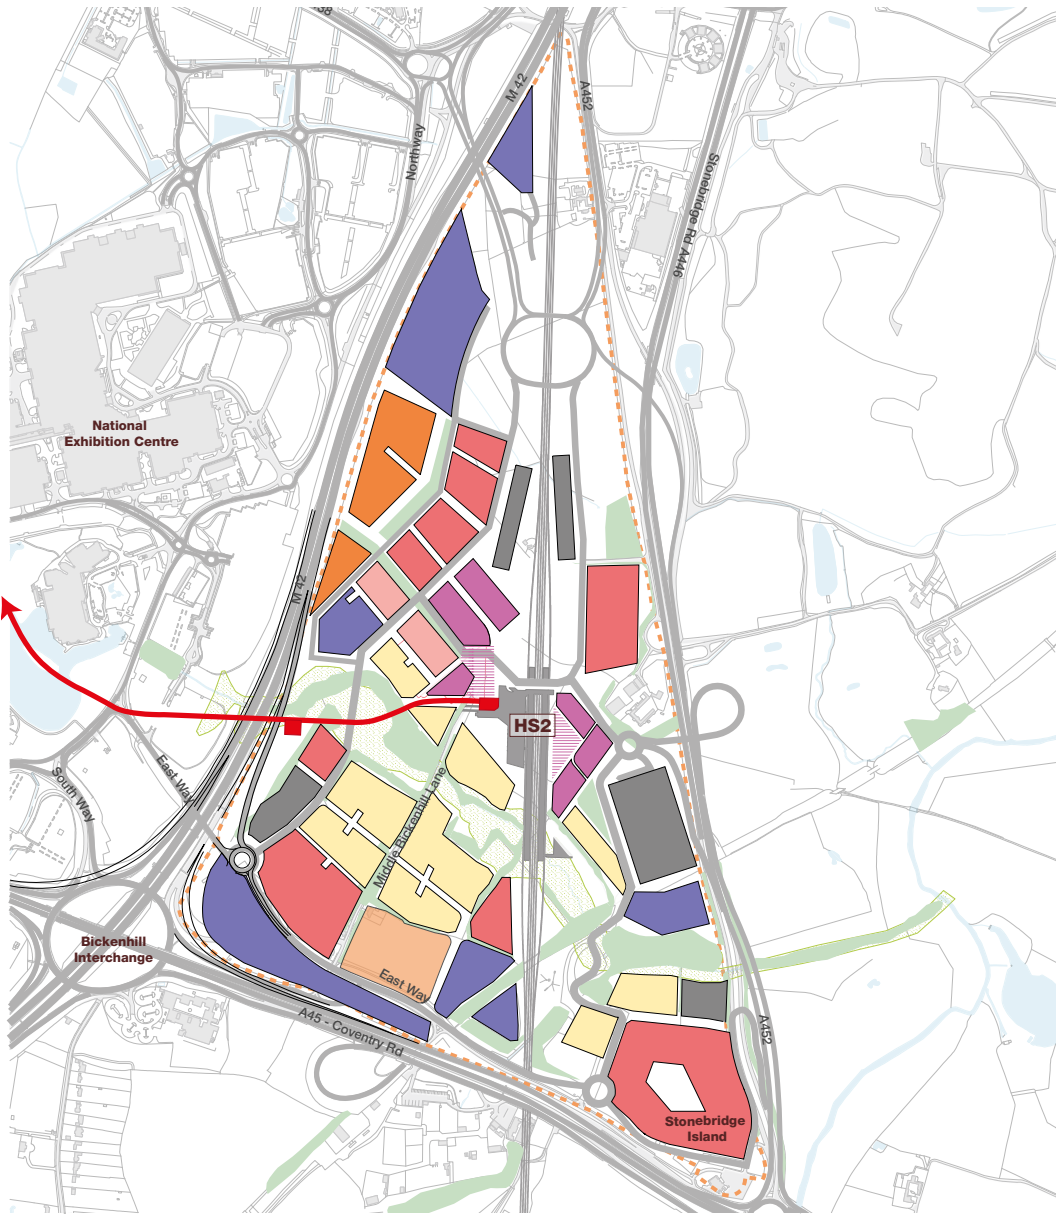 M 42
A452
Northway
Stonebridge Rd A446
National
Exhibition Centre
M 42
HS2
East Way
South Way
Middle Bickenhill Lane
Bickenhill
Interchange
East Way
A45 - Coventry Rd
A452
Stonebridge
Island